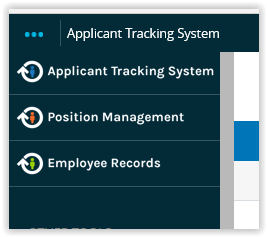 Applicant Tracking System
Applicant Tracking System
Position Management
Employee Records